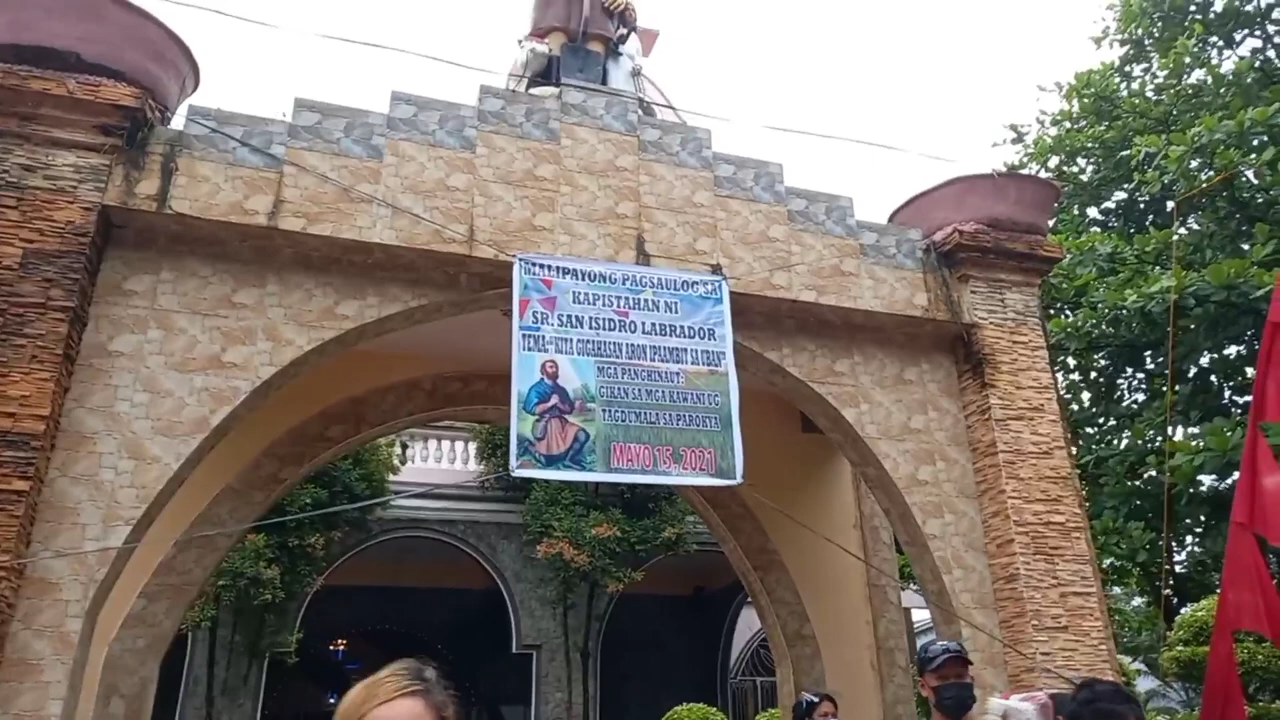 MALIPAYONG PAGSAULOG SA
KAPISTAHAN NI
SR. SAN ISIDRO LABRADOR
TEMA: "KITA GIGAHASAN ARON IPAAMBIT SA UBAN"
MGA PANGHINAUT:
GIKAN SA MGA KAWANI UG
TAGDUMALA SA PAROKYA
MAYO 15, 2021